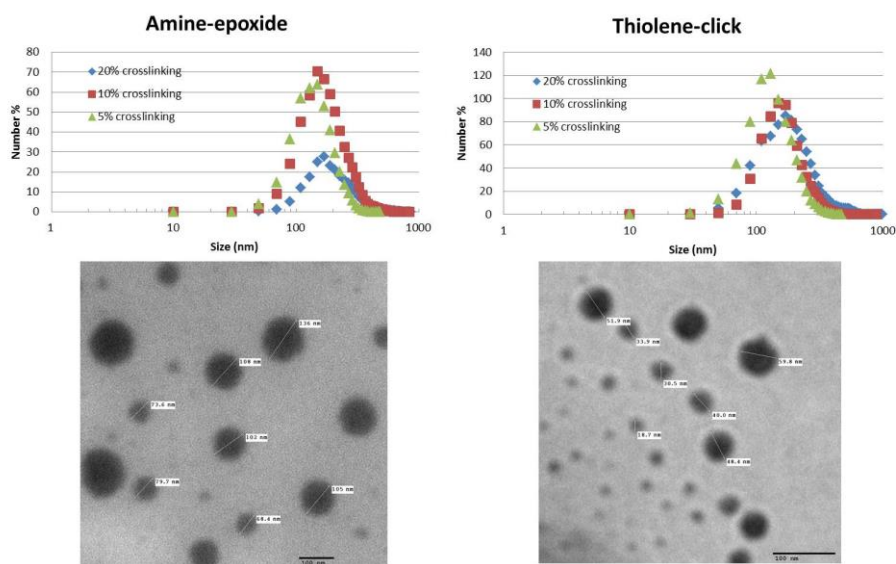 Amine-epoxide
80
70
60
50
40
30
20
10
0
Number %
20% crosslinking
10% crosslinking
5% crosslinking
1
10
100
1000
Size (nm)
Thiolene-click
140
120
100
80
60
40
20
0
Number %
20% crosslinking
10% crosslinking
5% crosslinking
1
10
100
1000
Size (nm)
136 nm
108 nm
73.6 nm
102 nm
79.7 nm
105 nm
68.4 nm
100 nm
51.9 nm
33.9 nm
59.8 nm
30.5 nm
40.0 nm
18.7 nm
48.4 nm
100 nm